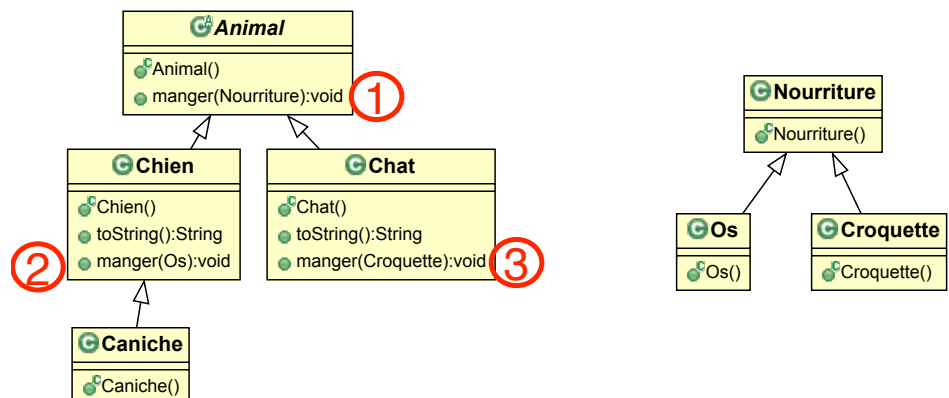 Animal
Animal()
manger(Nourriture):void
1
Chien
Chien()
toString():String
manger(Os):void
2
Chat
Chat()
toString():String
manger(Croquette):void
3
Caniche
Caniche()
Nourriture
Nourriture()
Os
Os()
Croquette
Croquette()